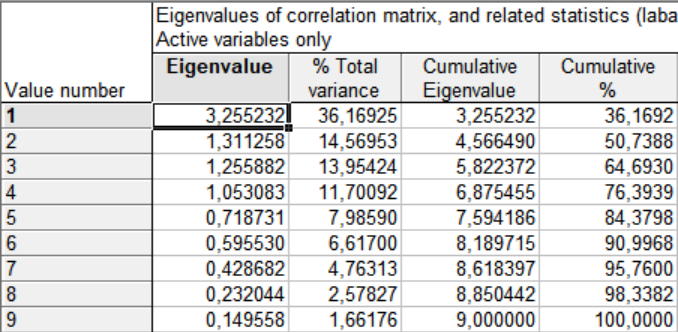 Eigenvalues of correlation matrix, and related statistics (laba
Active variables only
Value number Eigenvalue % Total variance Cumulative Eigenvalue Cumulative %
1 3,255232 36,16925 3,255232 36,1692
2 1,311258 14,56953 4,566490 50,7388
3 1,255882 13,95424 5,822372 64,6930
4 1,053083 11,70092 6,875455 76,3939
5 0,718731 7,98590 7,594186 84,3798
6 0,595530 6,61700 8,189715 90,9968
7 0,428682 4,76313 8,618397 95,7600
8 0,232044 2,57827 8,850442 98,3382
9 0,149558 1,66176 9,000000 100,0000